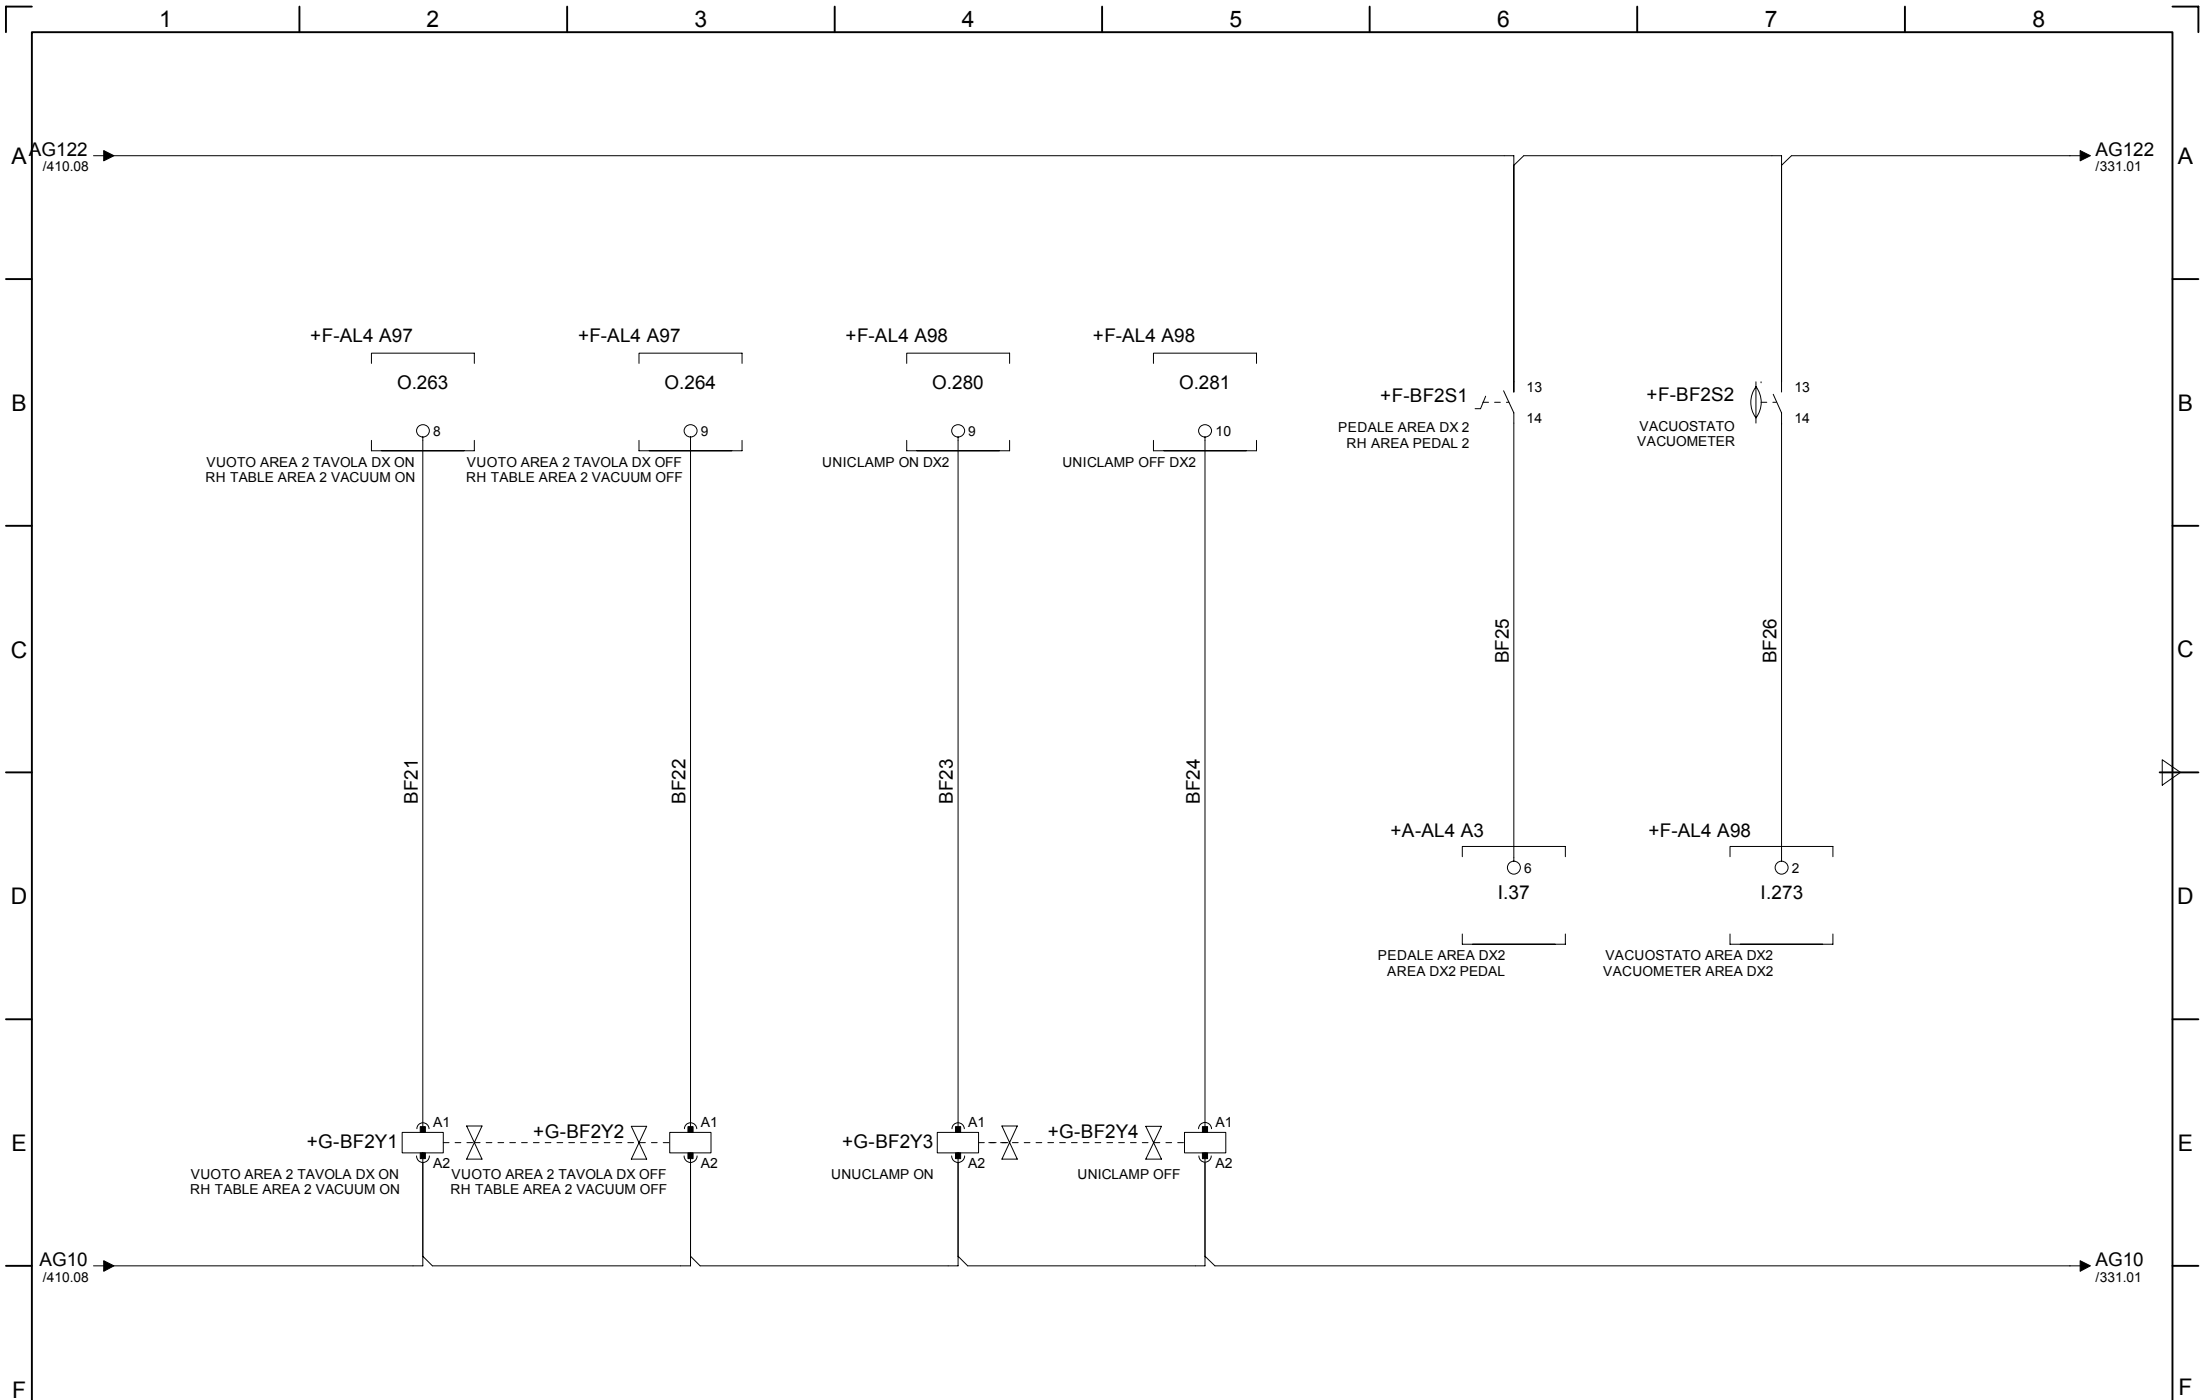 1 2 3 4 5 6 7 8
A AG122 AG122 A
/410.08 /331.01
+F-AL4 A97 +F-AL4 A97 +F-AL4 A98 +F-AL4 A98
O.263 O.264 O.280 O.281
B +F-BF2S1 13 +F-BF2S2 13 B
14 14
PEDALE AREA DX 2 VACUOSTATO
RH AREA PEDAL 2 VACUOMETER
8 9 9 10
VUOTO AREA 2 TAVOLA DX ON VUOTO AREA 2 TAVOLA DX OFF UNICLAMP ON DX2 UNICLAMP OFF DX2
RH TABLE AREA 2 VACUUM ON RH TABLE AREA 2 VACUUM OFF
C BF25 BF26 C
BF21 BF22 BF23 BF24
+A-AL4 A3 +F-AL4 A98
6 2
D I.37 I.273 D
PEDALE AREA DX2 VACUOSTATO AREA DX2
AREA DX2 PEDAL VACUOMETER AREA DX2
A1 A1 A1 A1
E +G-BF2Y1 +G-BF2Y2 +G-BF2Y3 +G-BF2Y4 E
A2 A2 A2 A2
VUOTO AREA 2 TAVOLA DX ON VUOTO AREA 2 TAVOLA DX OFF UNUCLAMP ON UNICLAMP OFF
RH TABLE AREA 2 VACUUM ON RH TABLE AREA 2 VACUUM OFF
AG10 AG10
/410.08 /331.01
F F